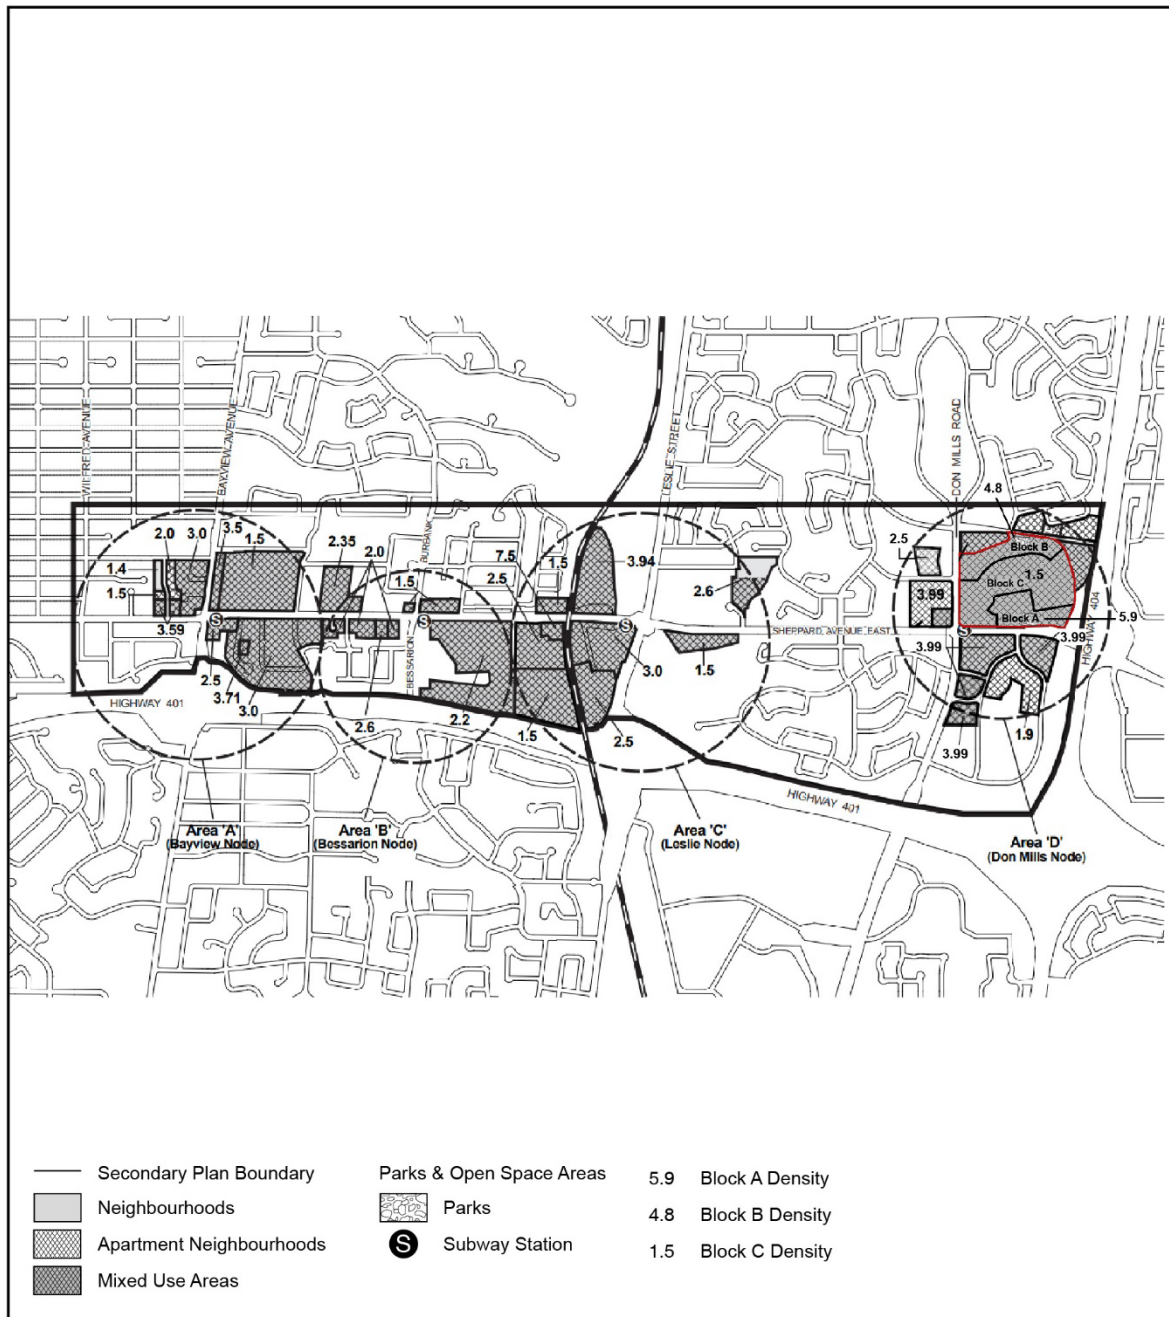 WILFRED AVENUE
BAYVIEW AVENUE
BURBANK
LESLIE STREET
DON MILLS ROAD
4.8
2.0
3.0
3.5
1.5
2.35
2.0
7.5
1.5
3.94
2.5
Block B
1.4
1.5
1.5
2.5
2.6
3.99
Block C
1.5
HIGHWAY 404
3.59
S
S
S
SHEPPARD AVENUE EAST
S
Block A
5.9
3.99
3.99
BESSARION
2.5
3.71
3.0
2.6
2.2
1.5
2.5
3.0
1.5
1.9
3.99
HIGHWAY 401
HIGHWAY 401
Area 'A'
(Bayview Node)
Area 'B'
(Bessarion Node)
Area 'C'
(Leslie Node)
Area 'D'
(Don Mills Node)
Secondary Plan Boundary
Neighbourhoods
Apartment Neighbourhoods
Mixed Use Areas
Parks & Open Space Areas
Parks
S Subway Station
5.9 Block A Density
4.8 Block B Density
1.5 Block C Density